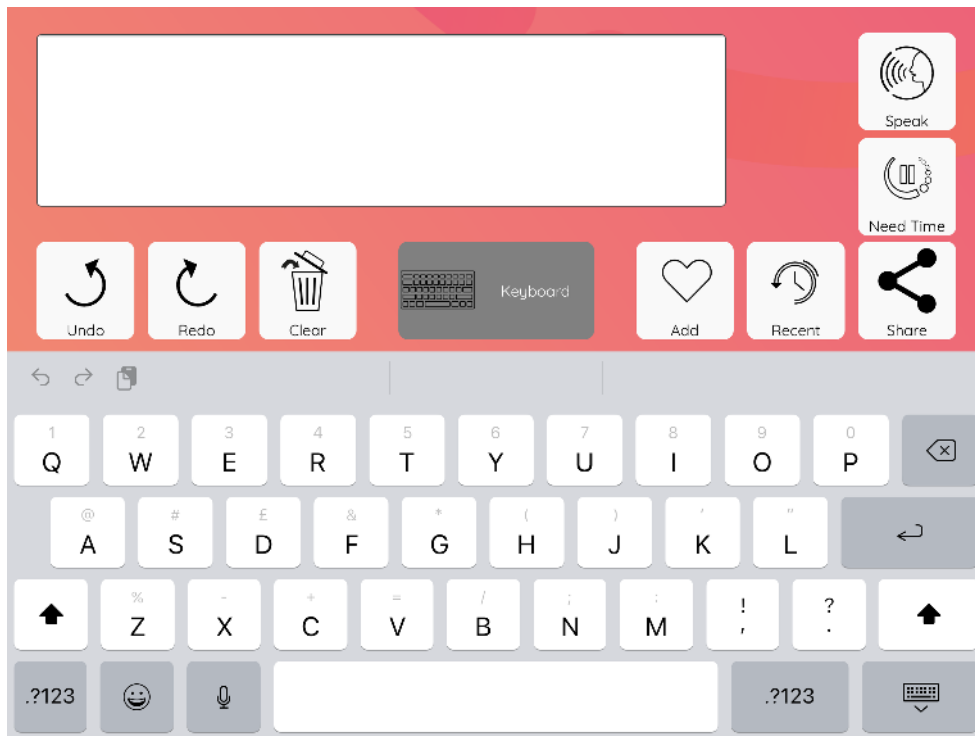 Speak
Need Time
Undo Redo Clear Keyboard Add Recent Share
1 2 3 4 5 6 7 8 9 0
Q W E R T Y U I O P
@ # £ & * ( ) ' "
A S D F G H J K L
% - + = / ; : ! ?
Z X C V B N M , .
.?123 .?123